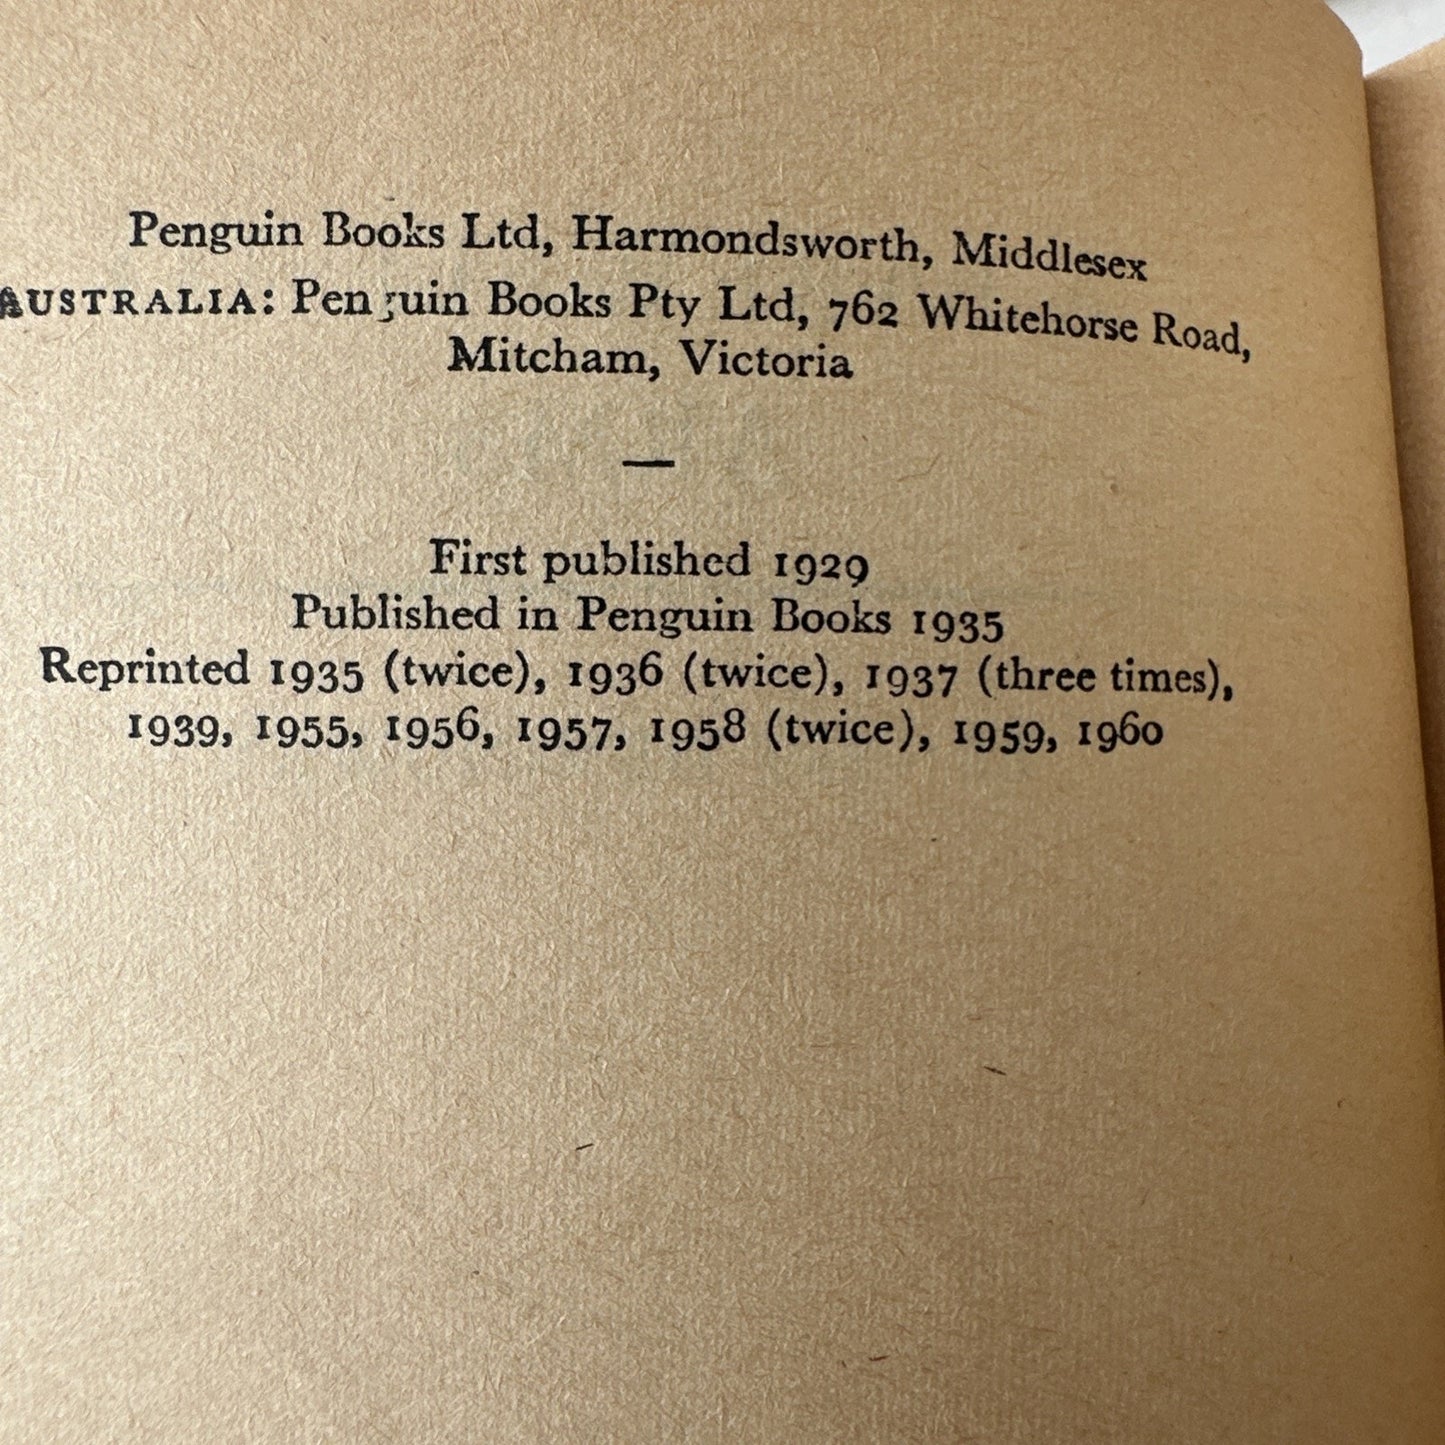 Penguin Books Ltd, Harmondsworth, Middlesex
AUSTRALIA: Penguin Books Pty Ltd, 762 Whitehorse Road,
Mitcham, Victoria
—
First published 1929
Published in Penguin Books 1935
Reprinted 1935 (twice), 1936 (twice), 1937 (three times),
1939, 1955, 1956, 1957, 1958 (twice), 1959, 1960